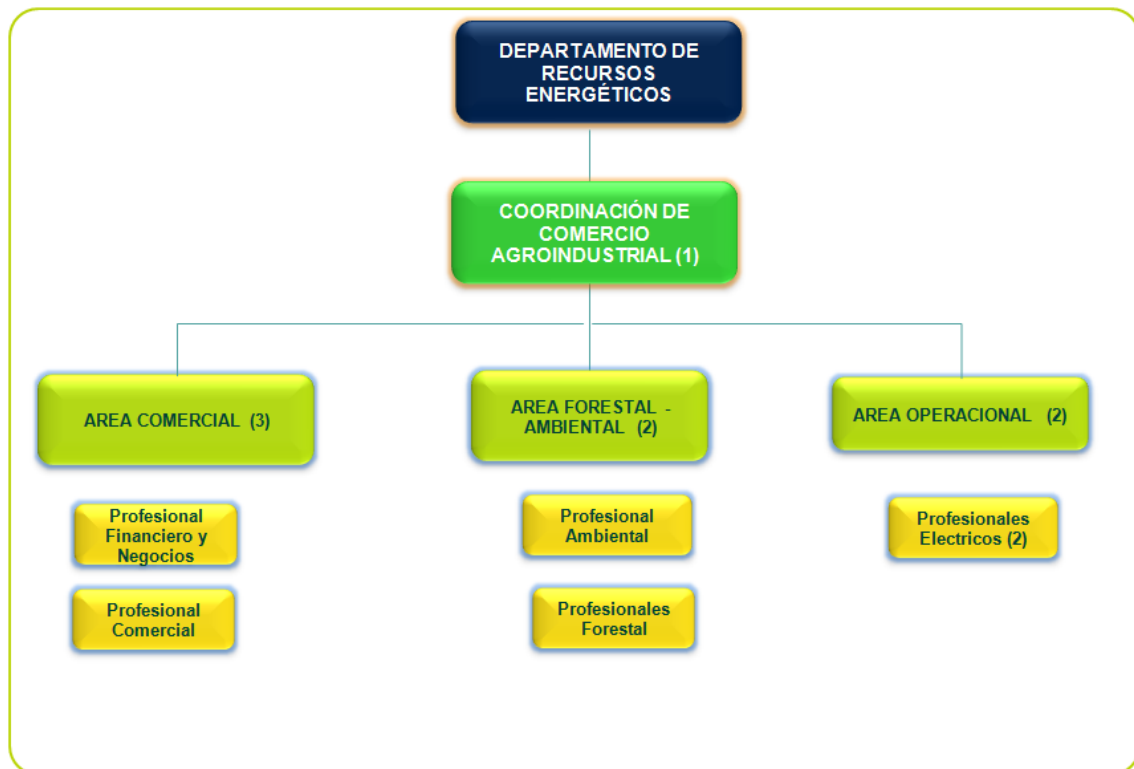 DEPARTAMENTO DE
RECURSOS
ENERGÉTICOS
COORDINACIÓN DE
COMERCIO
AGROINDUSTRIAL (1)
AREA COMERCIAL (3)
AREA FORESTAL -
AMBIENTAL (2)
AREA OPERACIONAL (2)
Profesional
Financiero y
Negocios
Profesional
Comercial
Profesional
Ambiental
Profesionales
Forestal
Profesionales
Electricos (2)